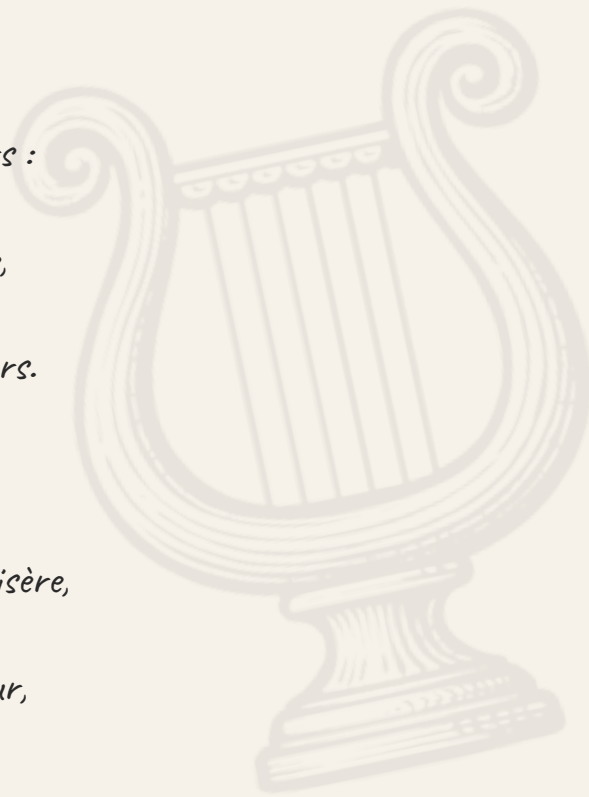 s :
,
rs.
isère,
ur,